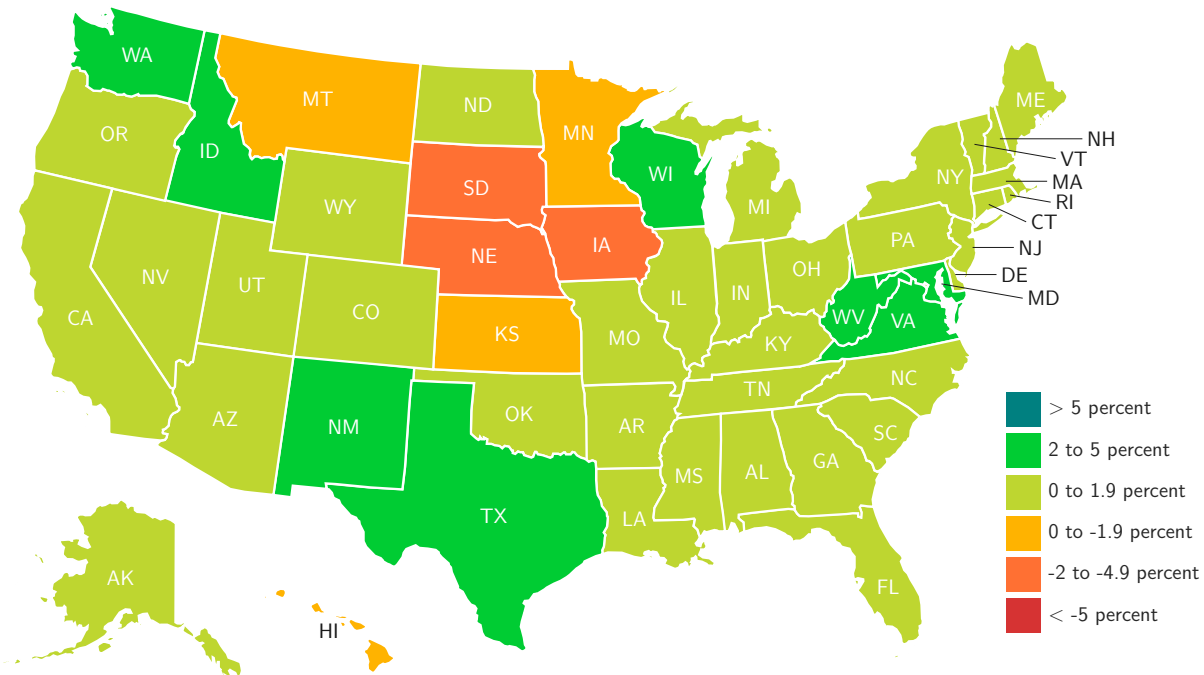 WA
MT
ND
MN
ME
OR
ID
NH
VT
SD
WI
NY
MA
WY
MI
RI
CT
PA
IA
NJ
NE
OH
DE
NV
UT
IL
IN
MD
CO
CA
WV
VA
KS
MO
KY
NC
TN
AZ
NM
OK
AR
SC
GA
MS
AL
TX
LA
FL
AK
HI
> 5 percent
2 to 5 percent
0 to 1.9 percent
0 to -1.9 percent
-2 to -4.9 percent
< -5 percent